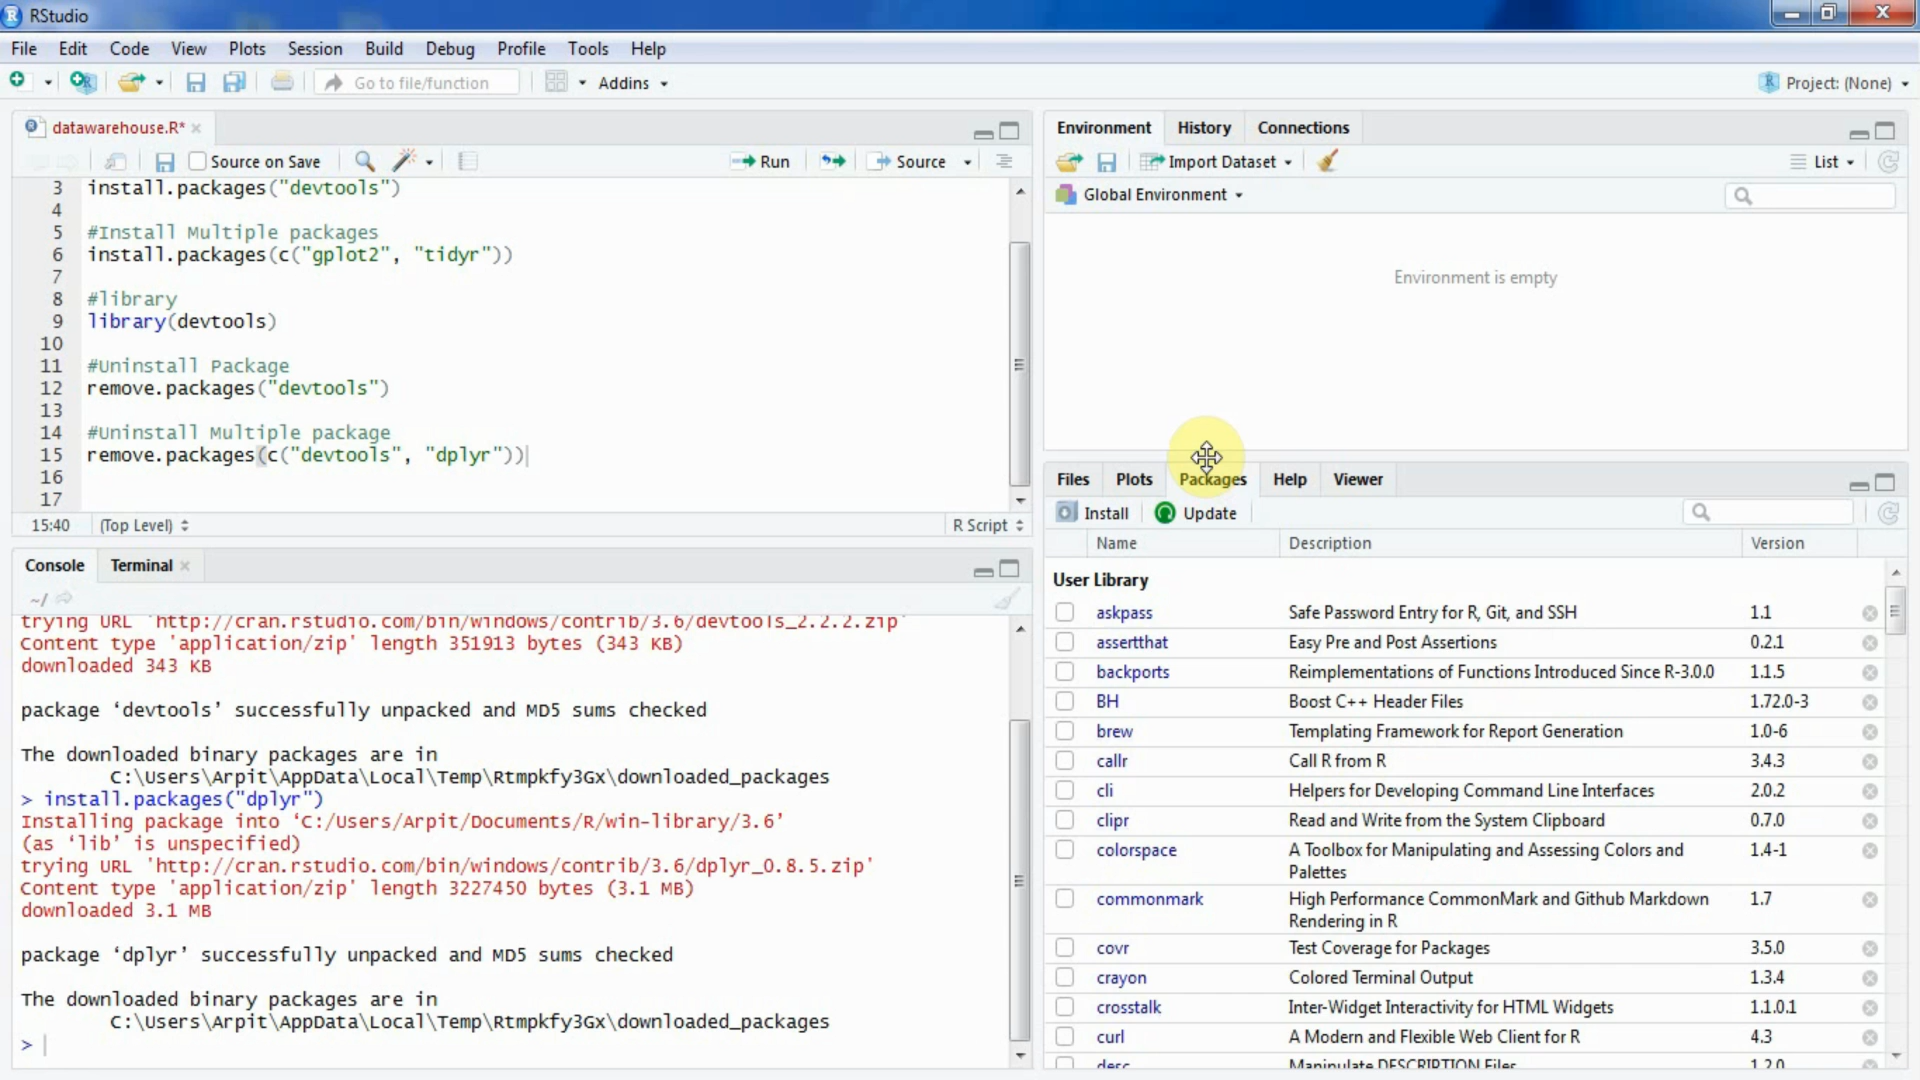 RStudio
File Edit Code View Plots Session Build Debug Profile Tools Help
Go to file/function Addins Project: (None)
datawarehouse.R*
Source on Save Run Source
3 install.packages("devtools")
4
5 #Install Multiple packages
6 install.packages(c("gplot2", "tidyr"))
7
8 #library
9 library(devtools)
10
11 #Uninstall Package
12 remove.packages("devtools")
13
14 #Uninstall Multiple package
15 remove.packages(c("devtools", "dplyr"))
16
17
15:40 (Top Level) R Script
Console Terminal
~/
trying URL 'http://cran.rstudio.com/bin/windows/contrib/3.6/devtools_2.2.2.zip'
Content type 'application/zip' length 351913 bytes (343 KB)
downloaded 343 KB
package ‘devtools’ successfully unpacked and MD5 sums checked
The downloaded binary packages are in
C:\Users\Arpit\AppData\Local\Temp\Rtmpkfy3Gx\downloaded_packages
> install.packages("dplyr")
Installing package into ‘C:/Users/Arpit/Documents/R/win-library/3.6’
(as ‘lib’ is unspecified)
trying URL 'http://cran.rstudio.com/bin/windows/contrib/3.6/dplyr_0.8.5.zip'
Content type 'application/zip' length 3227450 bytes (3.1 MB)
downloaded 3.1 MB
package ‘dplyr’ successfully unpacked and MD5 sums checked
The downloaded binary packages are in
C:\Users\Arpit\AppData\Local\Temp\Rtmpkfy3Gx\downloaded_packages
>
Environment History Connections
Import Dataset List
Global Environment
Environment is empty
Files Plots Packages Help Viewer
Install Update
Name Description Version
User Library
askpass Safe Password Entry for R, Git, and SSH 1.1
assertthat Easy Pre and Post Assertions 0.2.1
backports Reimplementations of Functions Introduced Since R-3.0.0 1.1.5
BH Boost C++ Header Files 1.72.0-3
brew Templating Framework for Report Generation 1.0-6
callr Call R from R 3.4.3
cli Helpers for Developing Command Line Interfaces 2.0.2
clipr Read and Write from the System Clipboard 0.7.0
colorspace A Toolbox for Manipulating and Assessing Colors and 1.4-1
Palettes
commonmark High Performance CommonMark and Github Markdown 1.7
Rendering in R
covr Test Coverage for Packages 3.5.0
crayon Colored Terminal Output 1.3.4
crosstalk Inter-Widget Interactivity for HTML Widgets 1.1.0.1
curl A Modern and Flexible Web Client for R 4.3
desc Manipulate DESCRIPTION Files 1.2.0